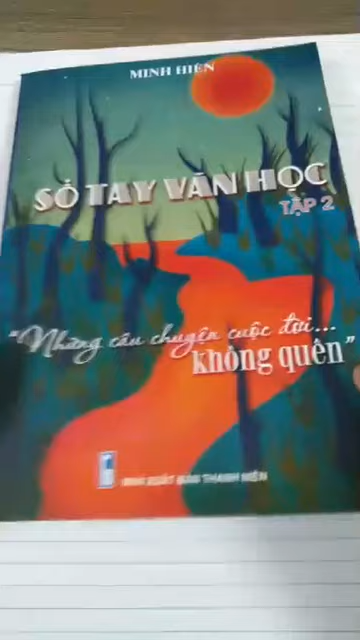 MINH HIỀN
SỔ TAY VĂN HỌC
TẬP 2
"Những câu chuyện cuộc đời...
không quên"
NHÀ XUẤT BẢN THANH NIÊN